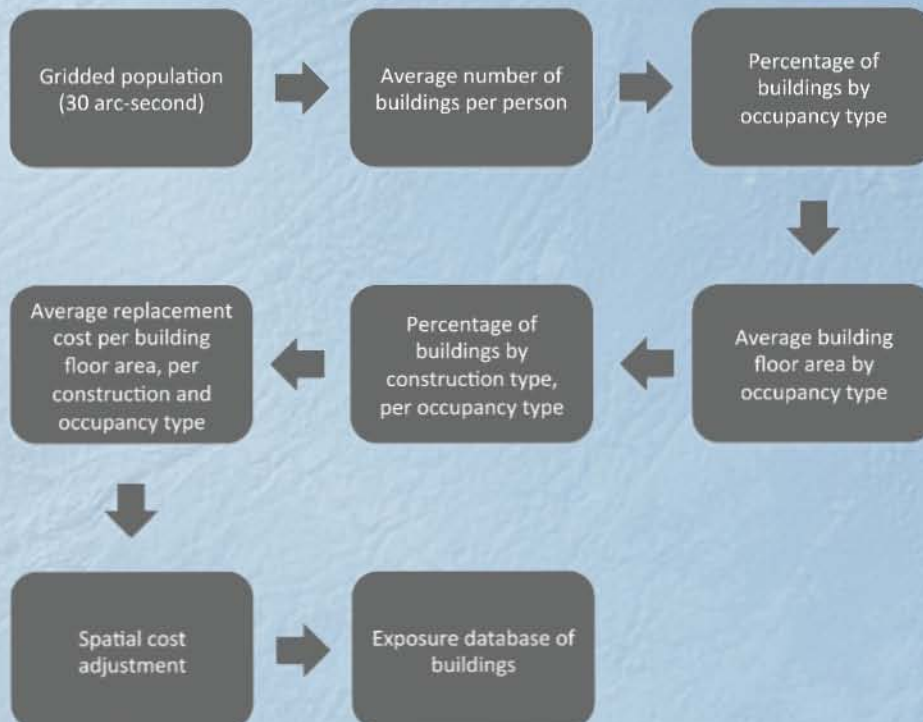 Gridded population
(30 arc-second)
Average number of
buildings per person
Percentage of
buildings by
occupancy type
Average building
floor area by
occupancy type
Percentage of
buildings by
construction type,
per occupancy type
Average replacement
cost per building
floor area, per
construction and
occupancy type
Spatial cost
adjustment
Exposure database of
buildings